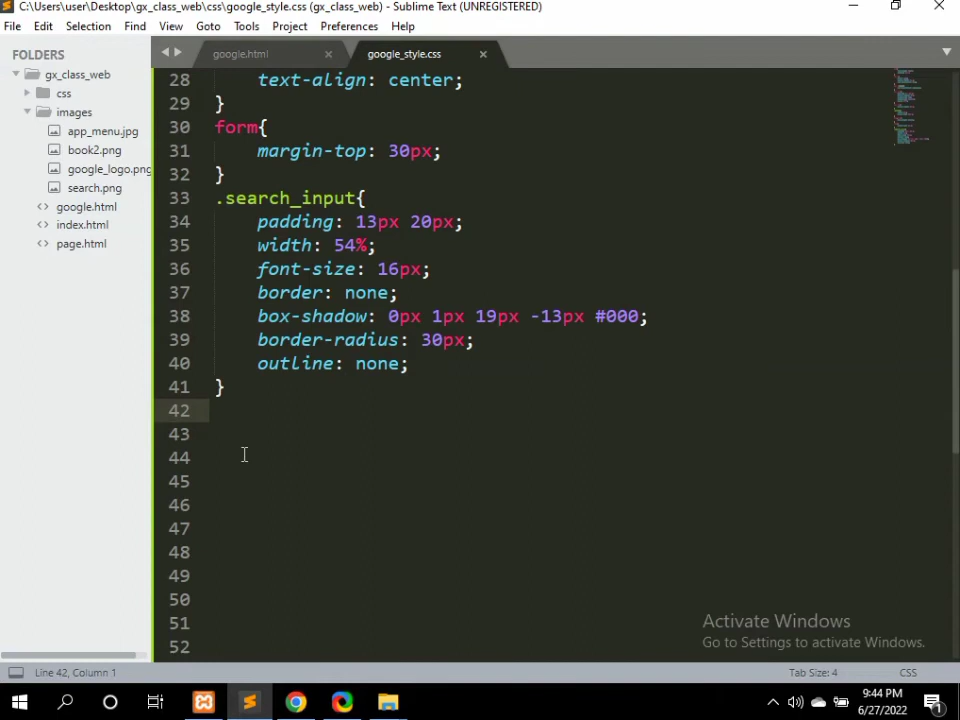 C:\Users\user\Desktop\gx_class_web\css\google_style.css (gx_class_web) - Sublime Text (UNREGISTERED)
File Edit Selection Find View Goto Tools Project Preferences Help
FOLDERS
gx_class_web
css
images
app_menu.jpg
book2.png
google_logo.png
search.png
google.html
index.html
page.html
google.html
google_style.css
28 text-align: center;
29 }
30 form{
31 margin-top: 30px;
32 }
33 .search_input{
34 padding: 13px 20px;
35 width: 54%;
36 font-size: 16px;
37 border: none;
38 box-shadow: 0px 1px 19px -13px #000;
39 border-radius: 30px;
40 outline: none;
41 }
42
43
44
45
46
47
48
49
50
51
52
Activate Windows
Go to Settings to activate Windows.
Line 42, Column 1
Tab Size: 4
CSS
9:44 PM
6/27/2022
1